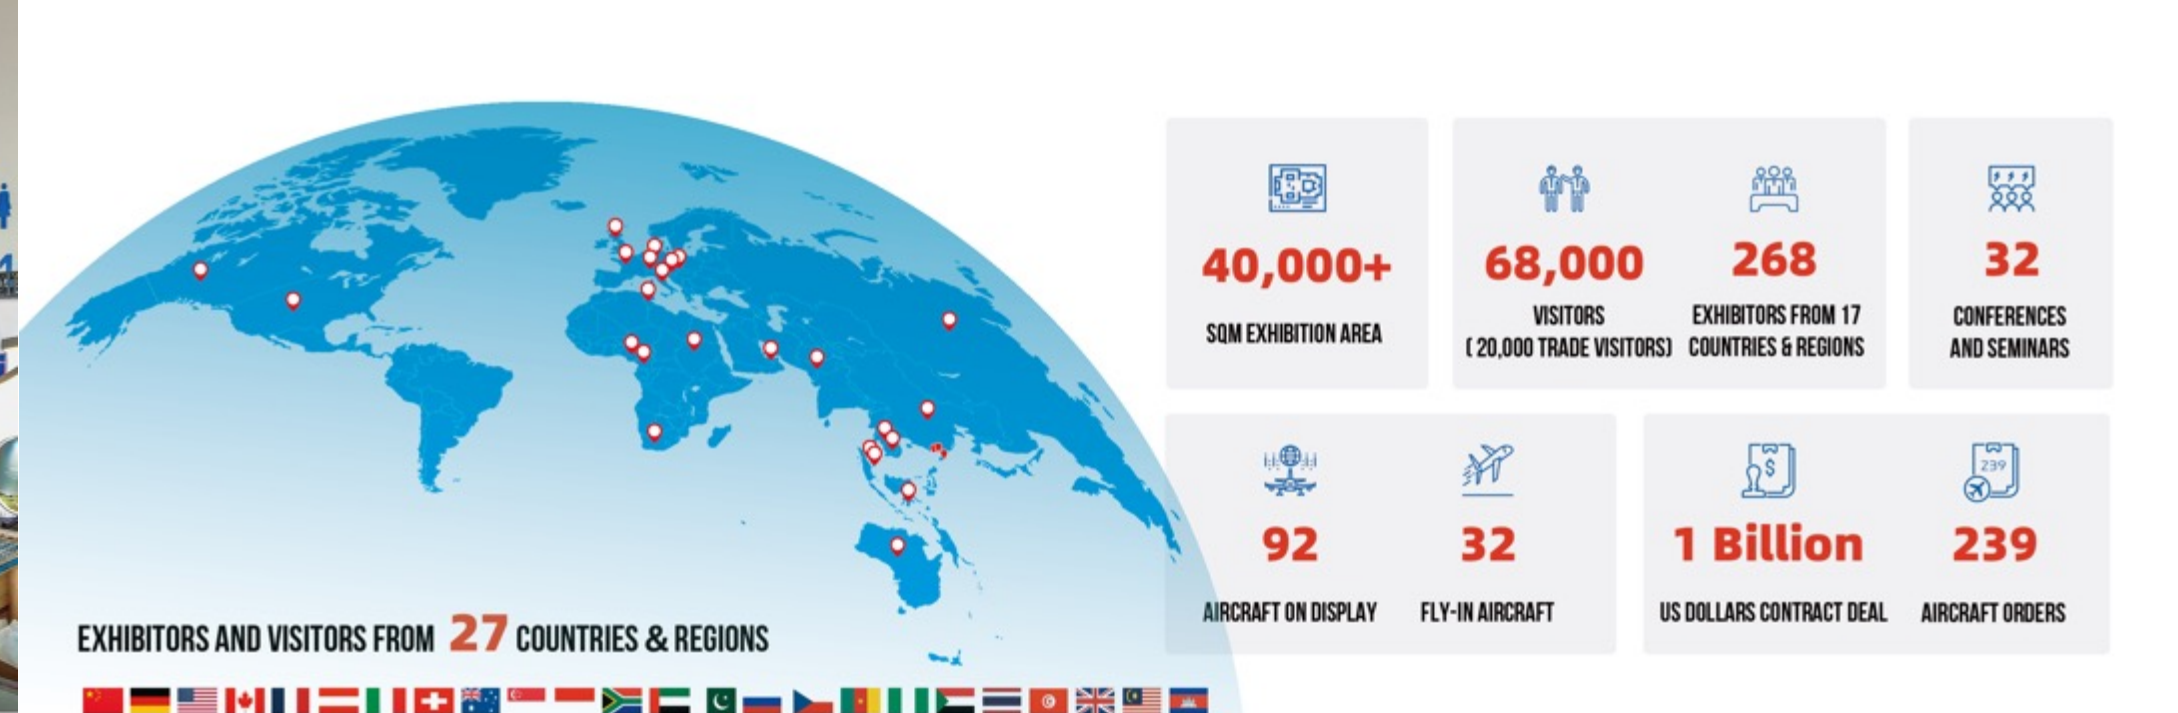 40,000+
SQM EXHIBITION AREA
68,000
VISITORS
( 20,000 TRADE VISITORS)
268
EXHIBITORS FROM 17
COUNTRIES & REGIONS
32
CONFERENCES
AND SEMINARS
92
AIRCRAFT ON DISPLAY
32
FLY-IN AIRCRAFT
$
1 Billion
US DOLLARS CONTRACT DEAL
239
239
AIRCRAFT ORDERS
EXHIBITORS AND VISITORS FROM 27 COUNTRIES & REGIONS